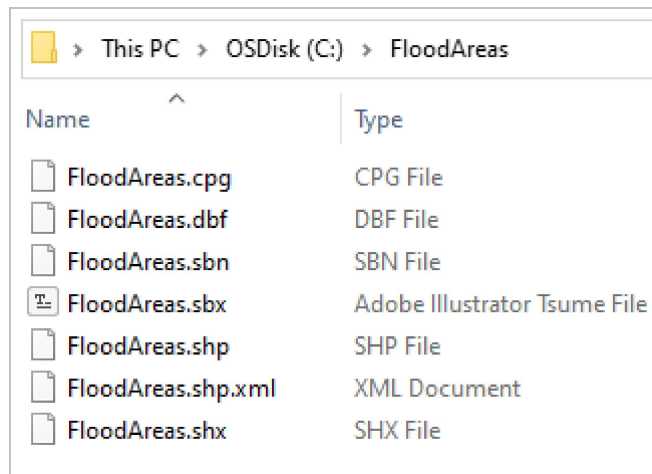 This PC > OSDisk (C:) > FloodAreas
Name Type
FloodAreas.cpg CPG File
FloodAreas.dbf DBF File
FloodAreas.sbn SBN File
FloodAreas.sbx Adobe Illustrator Tsume File
FloodAreas.shp SHP File
FloodAreas.shp.xml XML Document
FloodAreas.shx SHX File